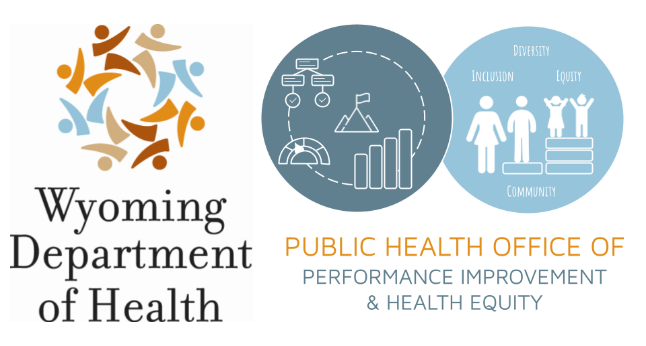 Wyoming
Department
of Health
DIVERSITY
INCLUSION
EQUITY
COMMUNITY
PUBLIC HEALTH OFFICE OF
PERFORMANCE IMPROVEMENT
& HEALTH EQUITY